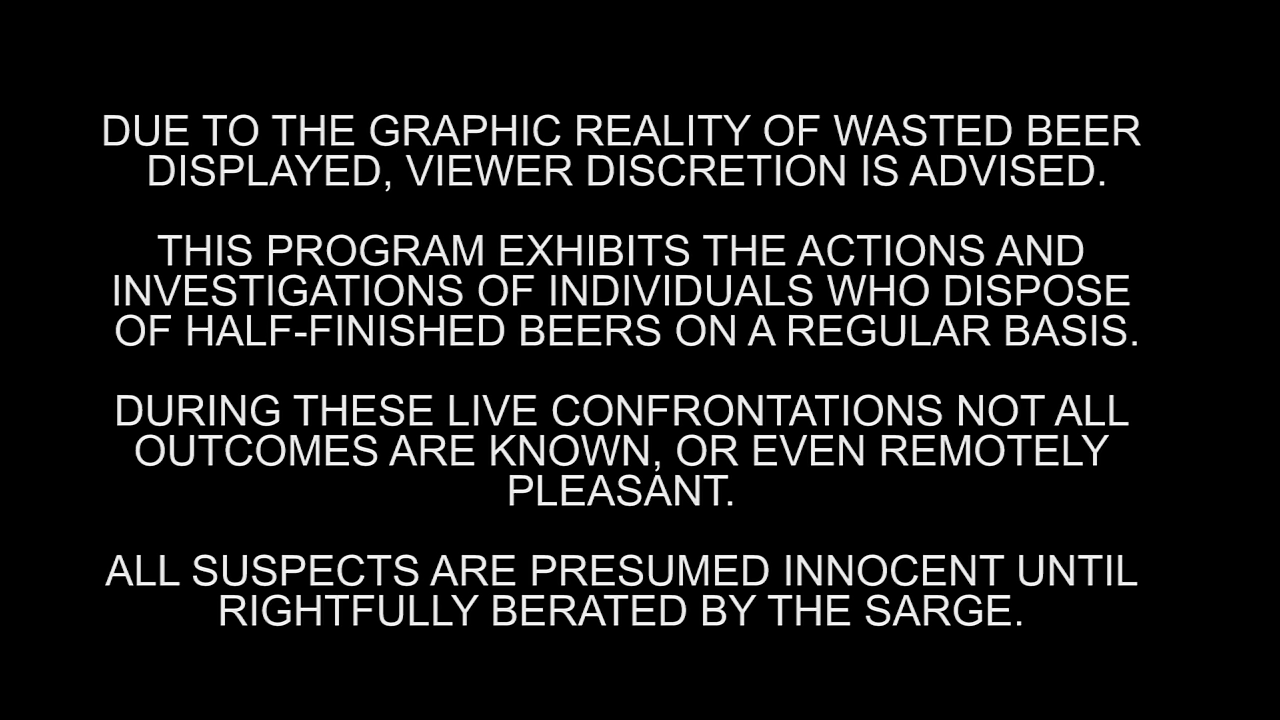 DUE TO THE GRAPHIC REALITY OF WASTED BEER
DISPLAYED, VIEWER DISCRETION IS ADVISED.
THIS PROGRAM EXHIBITS THE ACTIONS AND
INVESTIGATIONS OF INDIVIDUALS WHO DISPOSE
OF HALF-FINISHED BEERS ON A REGULAR BASIS.
DURING THESE LIVE CONFRONTATIONS NOT ALL
OUTCOMES ARE KNOWN, OR EVEN REMOTELY
PLEASANT.
ALL SUSPECTS ARE PRESUMED INNOCENT UNTIL
RIGHTFULLY BERATED BY THE SARGE.